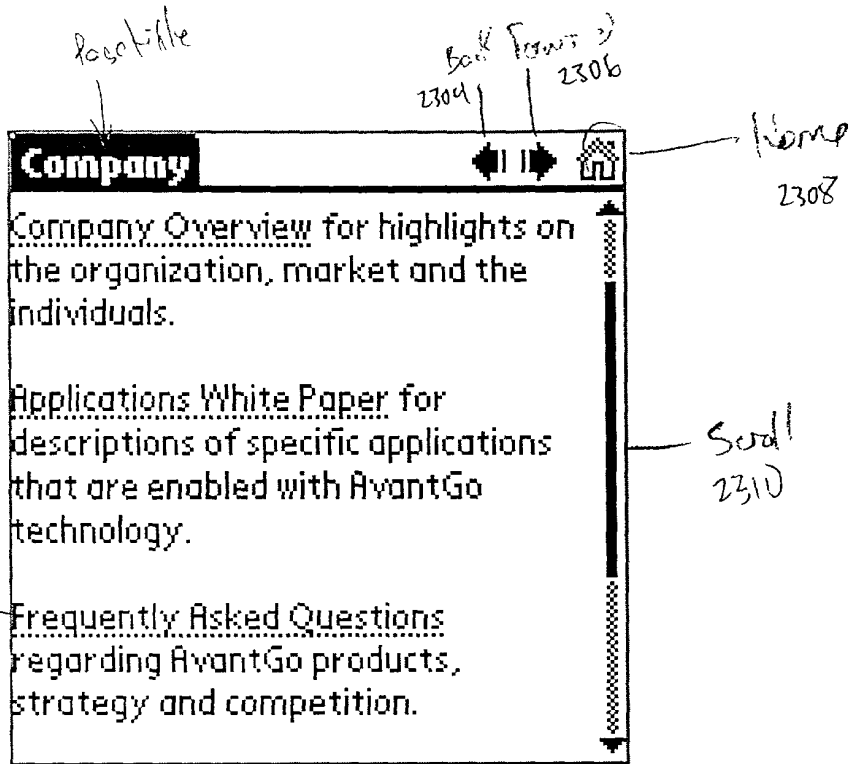 Page title
Back
2304
2306
Home
2308
Company
Company Overview for highlights on
the organization, market and the
individuals.
Applications White Paper for
descriptions of specific applications
that are enabled with AvantGo
technology.
Scroll
2310
Frequently Asked Questions
regarding AvantGo products,
strategy and competition.